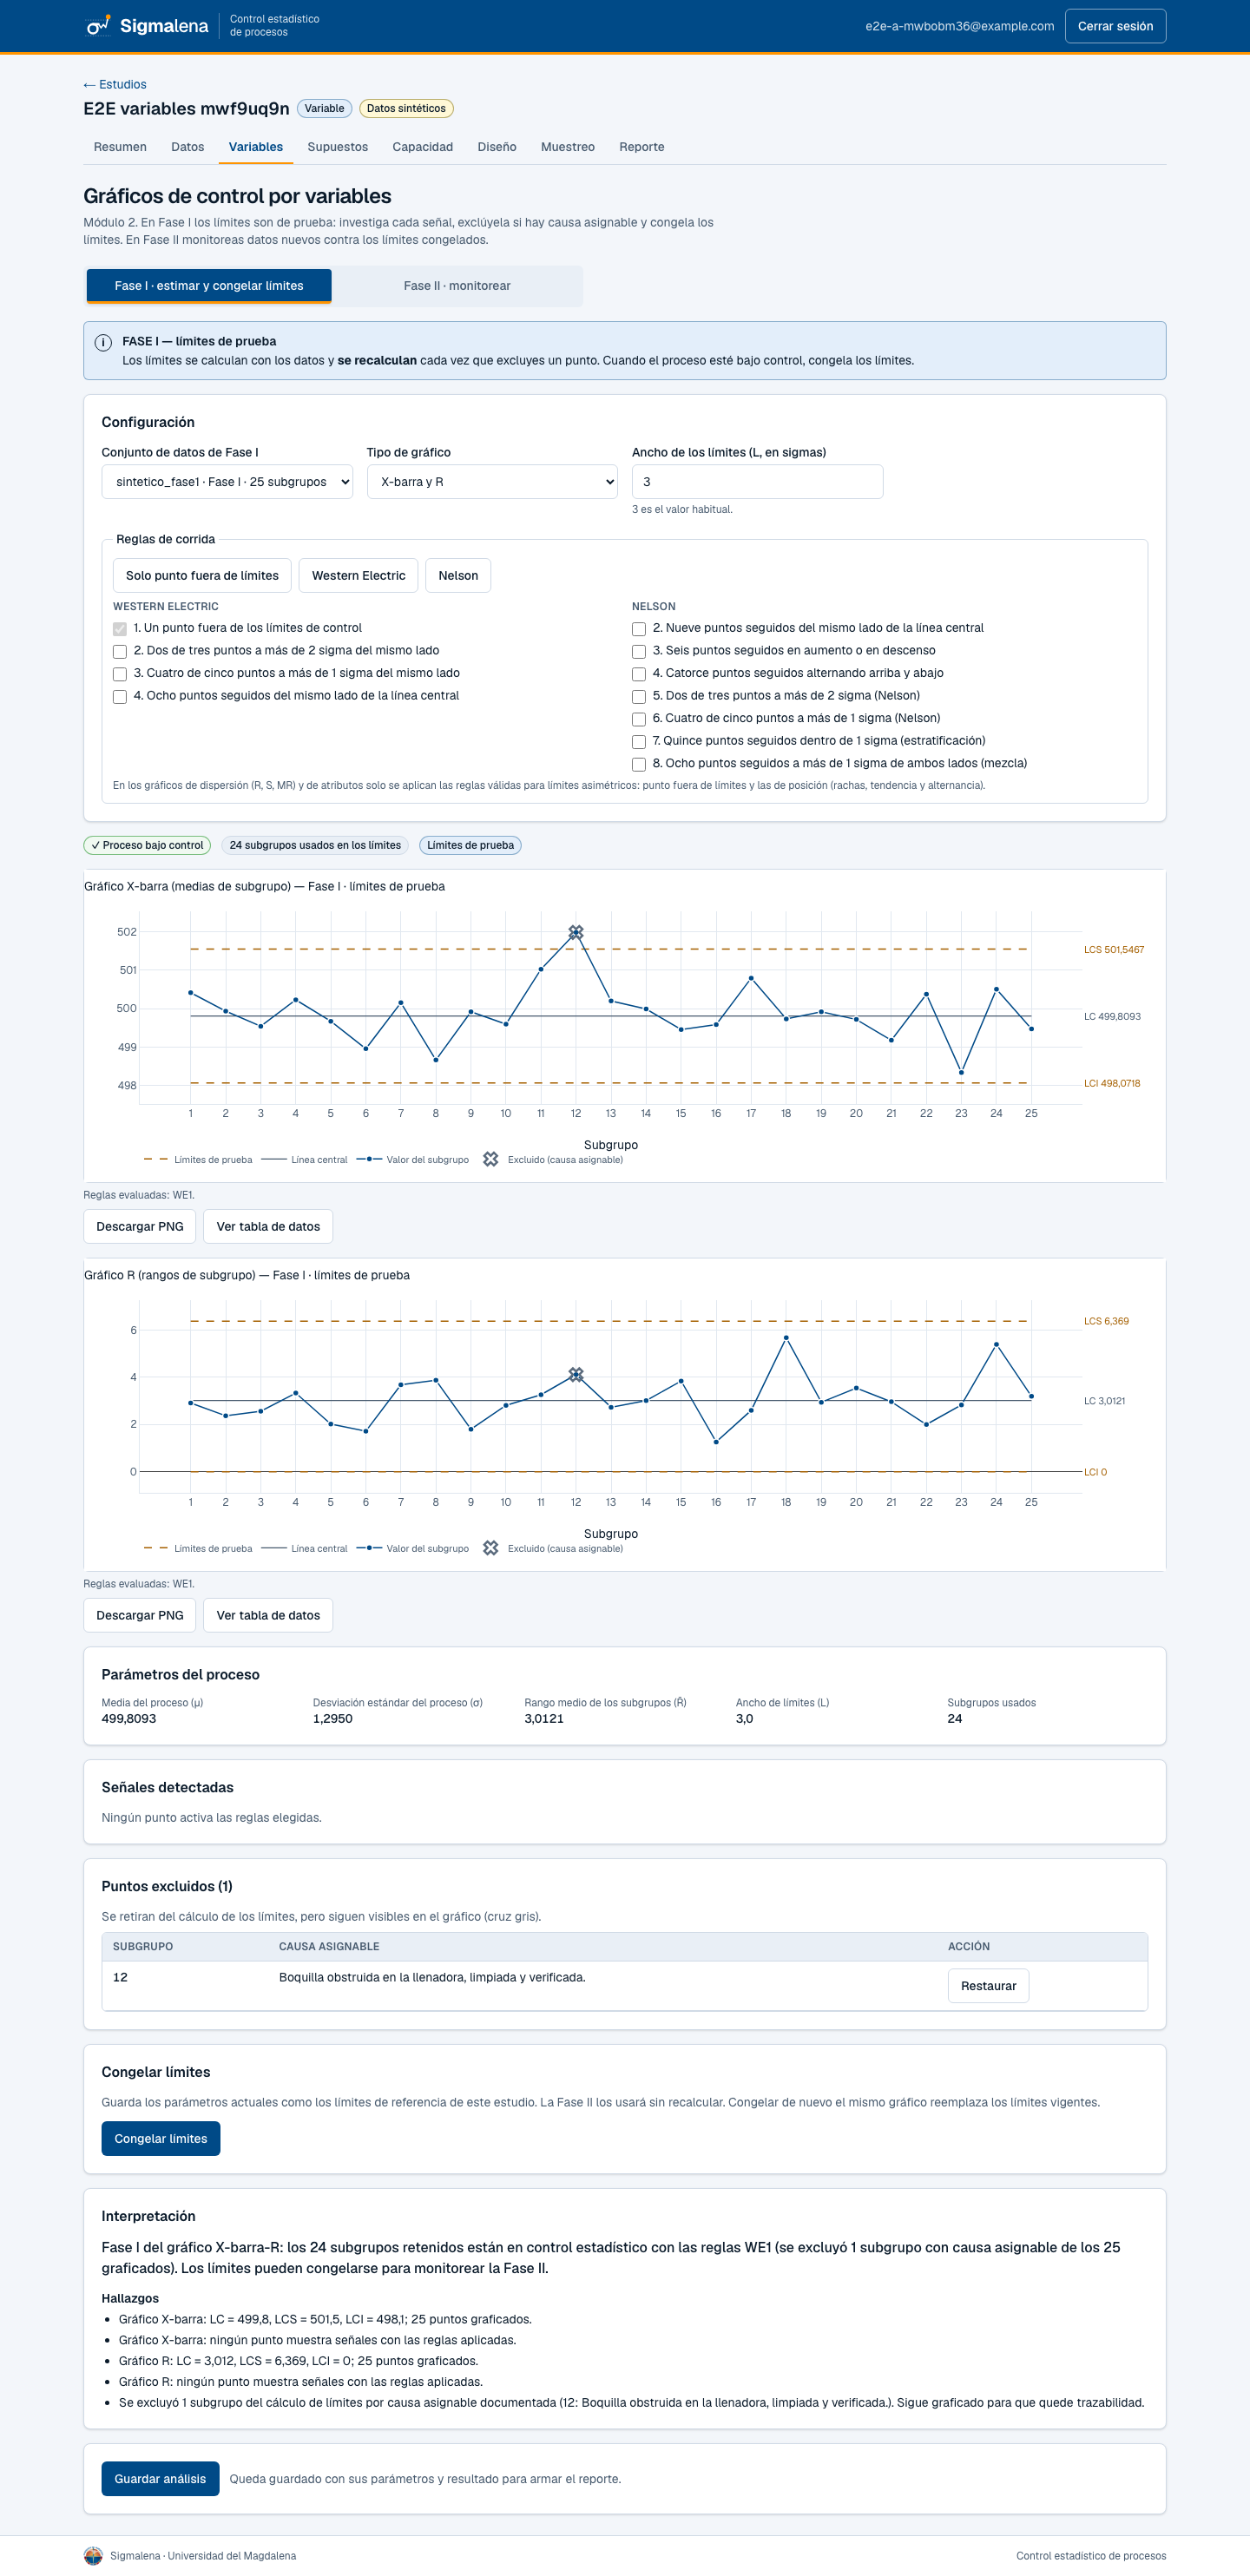 Sigmalena
Control estadístico
de procesos
e2e-a-mwbobm36@example.com
Cerrar sesión
← Estudios
E2E variables mwf9uq9n
Variable
Datos sintéticos
Resumen Datos Variables Supuestos Capacidad Diseño Muestreo Reporte
Gráficos de control por variables
Módulo 2. En Fase I los límites son de prueba: investiga cada señal, exclúyela si hay causa asignable y congela los
límites. En Fase II monitoreas datos nuevos contra los límites congelados.
Fase I · estimar y congelar límites
Fase II · monitorear
FASE I — límites de prueba
Los límites se calculan con los datos y se recalculan cada vez que excluyes un punto. Cuando el proceso esté bajo control, congela los límites.
Configuración
Conjunto de datos de Fase I
Tipo de gráfico
Ancho de los límites (L, en sigmas)
sintetico_fase1 · Fase I · 25 subgrupos
X-barra y R
3
3 es el valor habitual.
Reglas de corrida
Solo punto fuera de límites
Western Electric
Nelson
WESTERN ELECTRIC
1. Un punto fuera de los límites de control
2. Dos de tres puntos a más de 2 sigma del mismo lado
3. Cuatro de cinco puntos a más de 1 sigma del mismo lado
4. Ocho puntos seguidos del mismo lado de la línea central
NELSON
2. Nueve puntos seguidos del mismo lado de la línea central
3. Seis puntos seguidos en aumento o en descenso
4. Catorce puntos seguidos alternando arriba y abajo
5. Dos de tres puntos a más de 2 sigma (Nelson)
6. Cuatro de cinco puntos a más de 1 sigma (Nelson)
7. Quince puntos seguidos dentro de 1 sigma (estratificación)
8. Ocho puntos seguidos a más de 1 sigma de ambos lados (mezcla)
En los gráficos de dispersión (R, S, MR) y de atributos solo se aplican las reglas válidas para límites asimétricos: punto fuera de límites y las de posición (rachas, tendencia y alternancia).
✓ Proceso bajo control
24 subgrupos usados en los límites
Límites de prueba
Gráfico X-barra (medias de subgrupo) — Fase I · límites de prueba
502
501
500
499
498
LCS 501,5467
LC 499,8093
LCI 498,0718
1 2 3 4 5 6 7 8 9 10 11 12 13 14 15 16 17 18 19 20 21 22 23 24 25
Subgrupo
Límites de prueba Línea central Valor del subgrupo Excluido (causa asignable)
Reglas evaluadas: WE1.
Descargar PNG
Ver tabla de datos
Gráfico R (rangos de subgrupo) — Fase I · límites de prueba
6
4
2
0
LCS 6,369
LC 3,0121
LCI 0
1 2 3 4 5 6 7 8 9 10 11 12 13 14 15 16 17 18 19 20 21 22 23 24 25
Subgrupo
Límites de prueba Línea central Valor del subgrupo Excluido (causa asignable)
Reglas evaluadas: WE1.
Descargar PNG
Ver tabla de datos
Parámetros del proceso
Media del proceso (μ)
499,8093
Desviación estándar del proceso (σ)
1,2950
Rango medio de los subgrupos (R̄)
3,0121
Ancho de límites (L)
3,0
Subgrupos usados
24
Señales detectadas
Ningún punto activa las reglas elegidas.
Puntos excluidos (1)
Se retiran del cálculo de los límites, pero siguen visibles en el gráfico (cruz gris).
SUBGRUPO CAUSA ASIGNABLE ACCIÓN
12 Boquilla obstruida en la llenadora, limpiada y verificada. Restaurar
Congelar límites
Guarda los parámetros actuales como los límites de referencia de este estudio. La Fase II los usará sin recalcular. Congelar de nuevo el mismo gráfico reemplaza los límites vigentes.
Congelar límites
Interpretación
Fase I del gráfico X-barra-R: los 24 subgrupos retenidos están en control estadístico con las reglas WE1 (se excluyó 1 subgrupo con causa asignable de los 25
graficados). Los límites pueden congelarse para monitorear la Fase II.
Hallazgos
• Gráfico X-barra: LC = 499,8, LCS = 501,5, LCI = 498,1; 25 puntos graficados.
• Gráfico X-barra: ningún punto muestra señales con las reglas aplicadas.
• Gráfico R: LC = 3,012, LCS = 6,369, LCI = 0; 25 puntos graficados.
• Gráfico R: ningún punto muestra señales con las reglas aplicadas.
• Se excluyó 1 subgrupo del cálculo de límites por causa asignable documentada (12: Boquilla obstruida en la llenadora, limpiada y verificada.). Sigue graficado para que quede trazabilidad.
Guardar análisis
Queda guardado con sus parámetros y resultado para armar el reporte.
Sigmalena · Universidad del Magdalena
Control estadístico de procesos